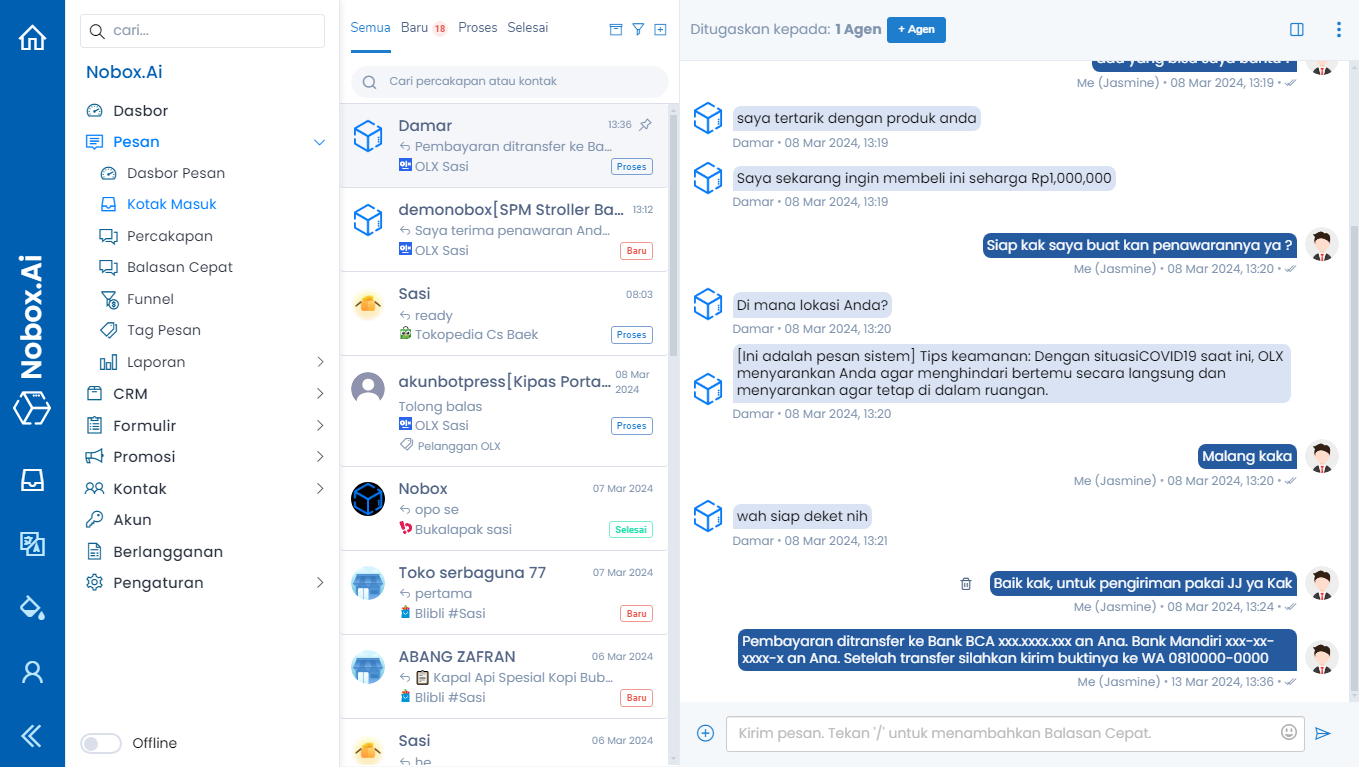 Nobox.Ai
cari...
Nobox.Ai
Dasbor
Pesan
Dasbor Pesan
Kotak Masuk
Percakapan
Balasan Cepat
Funnel
Tag Pesan
Laporan
CRM
Formulir
Promosi
Kontak
Akun
Berlangganan
Pengaturan
Offline
Semua Baru 18 Proses Selesai
Cari percakapan atau kontak
Damar 13:36
Pembayaran ditransfer ke Ba...
OLX Sasi Proses
demonobox[SPM Stroller Ba... 13:12
Saya terima penawaran And...
OLX Sasi Baru
Sasi 08:03
ready
Tokopedia Cs Baek Proses
akunbotpress[Kipas Porta... 08 Mar 2024
Tolong balas
OLX Sasi Proses
Pelanggan OLX
Nobox 07 Mar 2024
opo se
Bukalapak sasi Selesai
Toko serbaguna 77 07 Mar 2024
pertama
Blibli #Sasi Baru
ABANG ZAFRAN 06 Mar 2024
📋 Kapal Api Spesial Kopi Bub...
Blibli #Sasi Baru
Sasi 06 Mar 2024
he
Ditugaskan kepada: 1 Agen + Agen
ada yang bisa saya bantu ?
Me (Jasmine) • 08 Mar 2024, 13:19 •
saya tertarik dengan produk anda
Damar • 08 Mar 2024, 13:19
Saya sekarang ingin membeli ini seharga Rp1,000,000
Damar • 08 Mar 2024, 13:19
Siap kak saya buat kan penawarannya ya ?
Me (Jasmine) • 08 Mar 2024, 13:20 •
Di mana lokasi Anda?
Damar • 08 Mar 2024, 13:20
[Ini adalah pesan sistem] Tips keamanan: Dengan situasiCOVID19 saat ini, OLX
menyarankan Anda agar menghindari bertemu secara langsung dan
menyarankan agar tetap di dalam ruangan.
Damar • 08 Mar 2024, 13:20
Malang kaka
Me (Jasmine) • 08 Mar 2024, 13:20 •
wah siap deket nih
Damar • 08 Mar 2024, 13:21
Baik kak, untuk pengiriman pakai JJ ya Kak
Me (Jasmine) • 08 Mar 2024, 13:24 •
Pembayaran ditransfer ke Bank BCA xxx.xxxx.xxx an Ana. Bank Mandiri xxx-xx-
xxxx-x an Ana. Setelah transfer silahkan kirim buktinya ke WA 0810000-0000
Me (Jasmine) • 13 Mar 2024, 13:36 •
Kirim pesan. Tekan '/' untuk menambahkan Balasan Cepat.